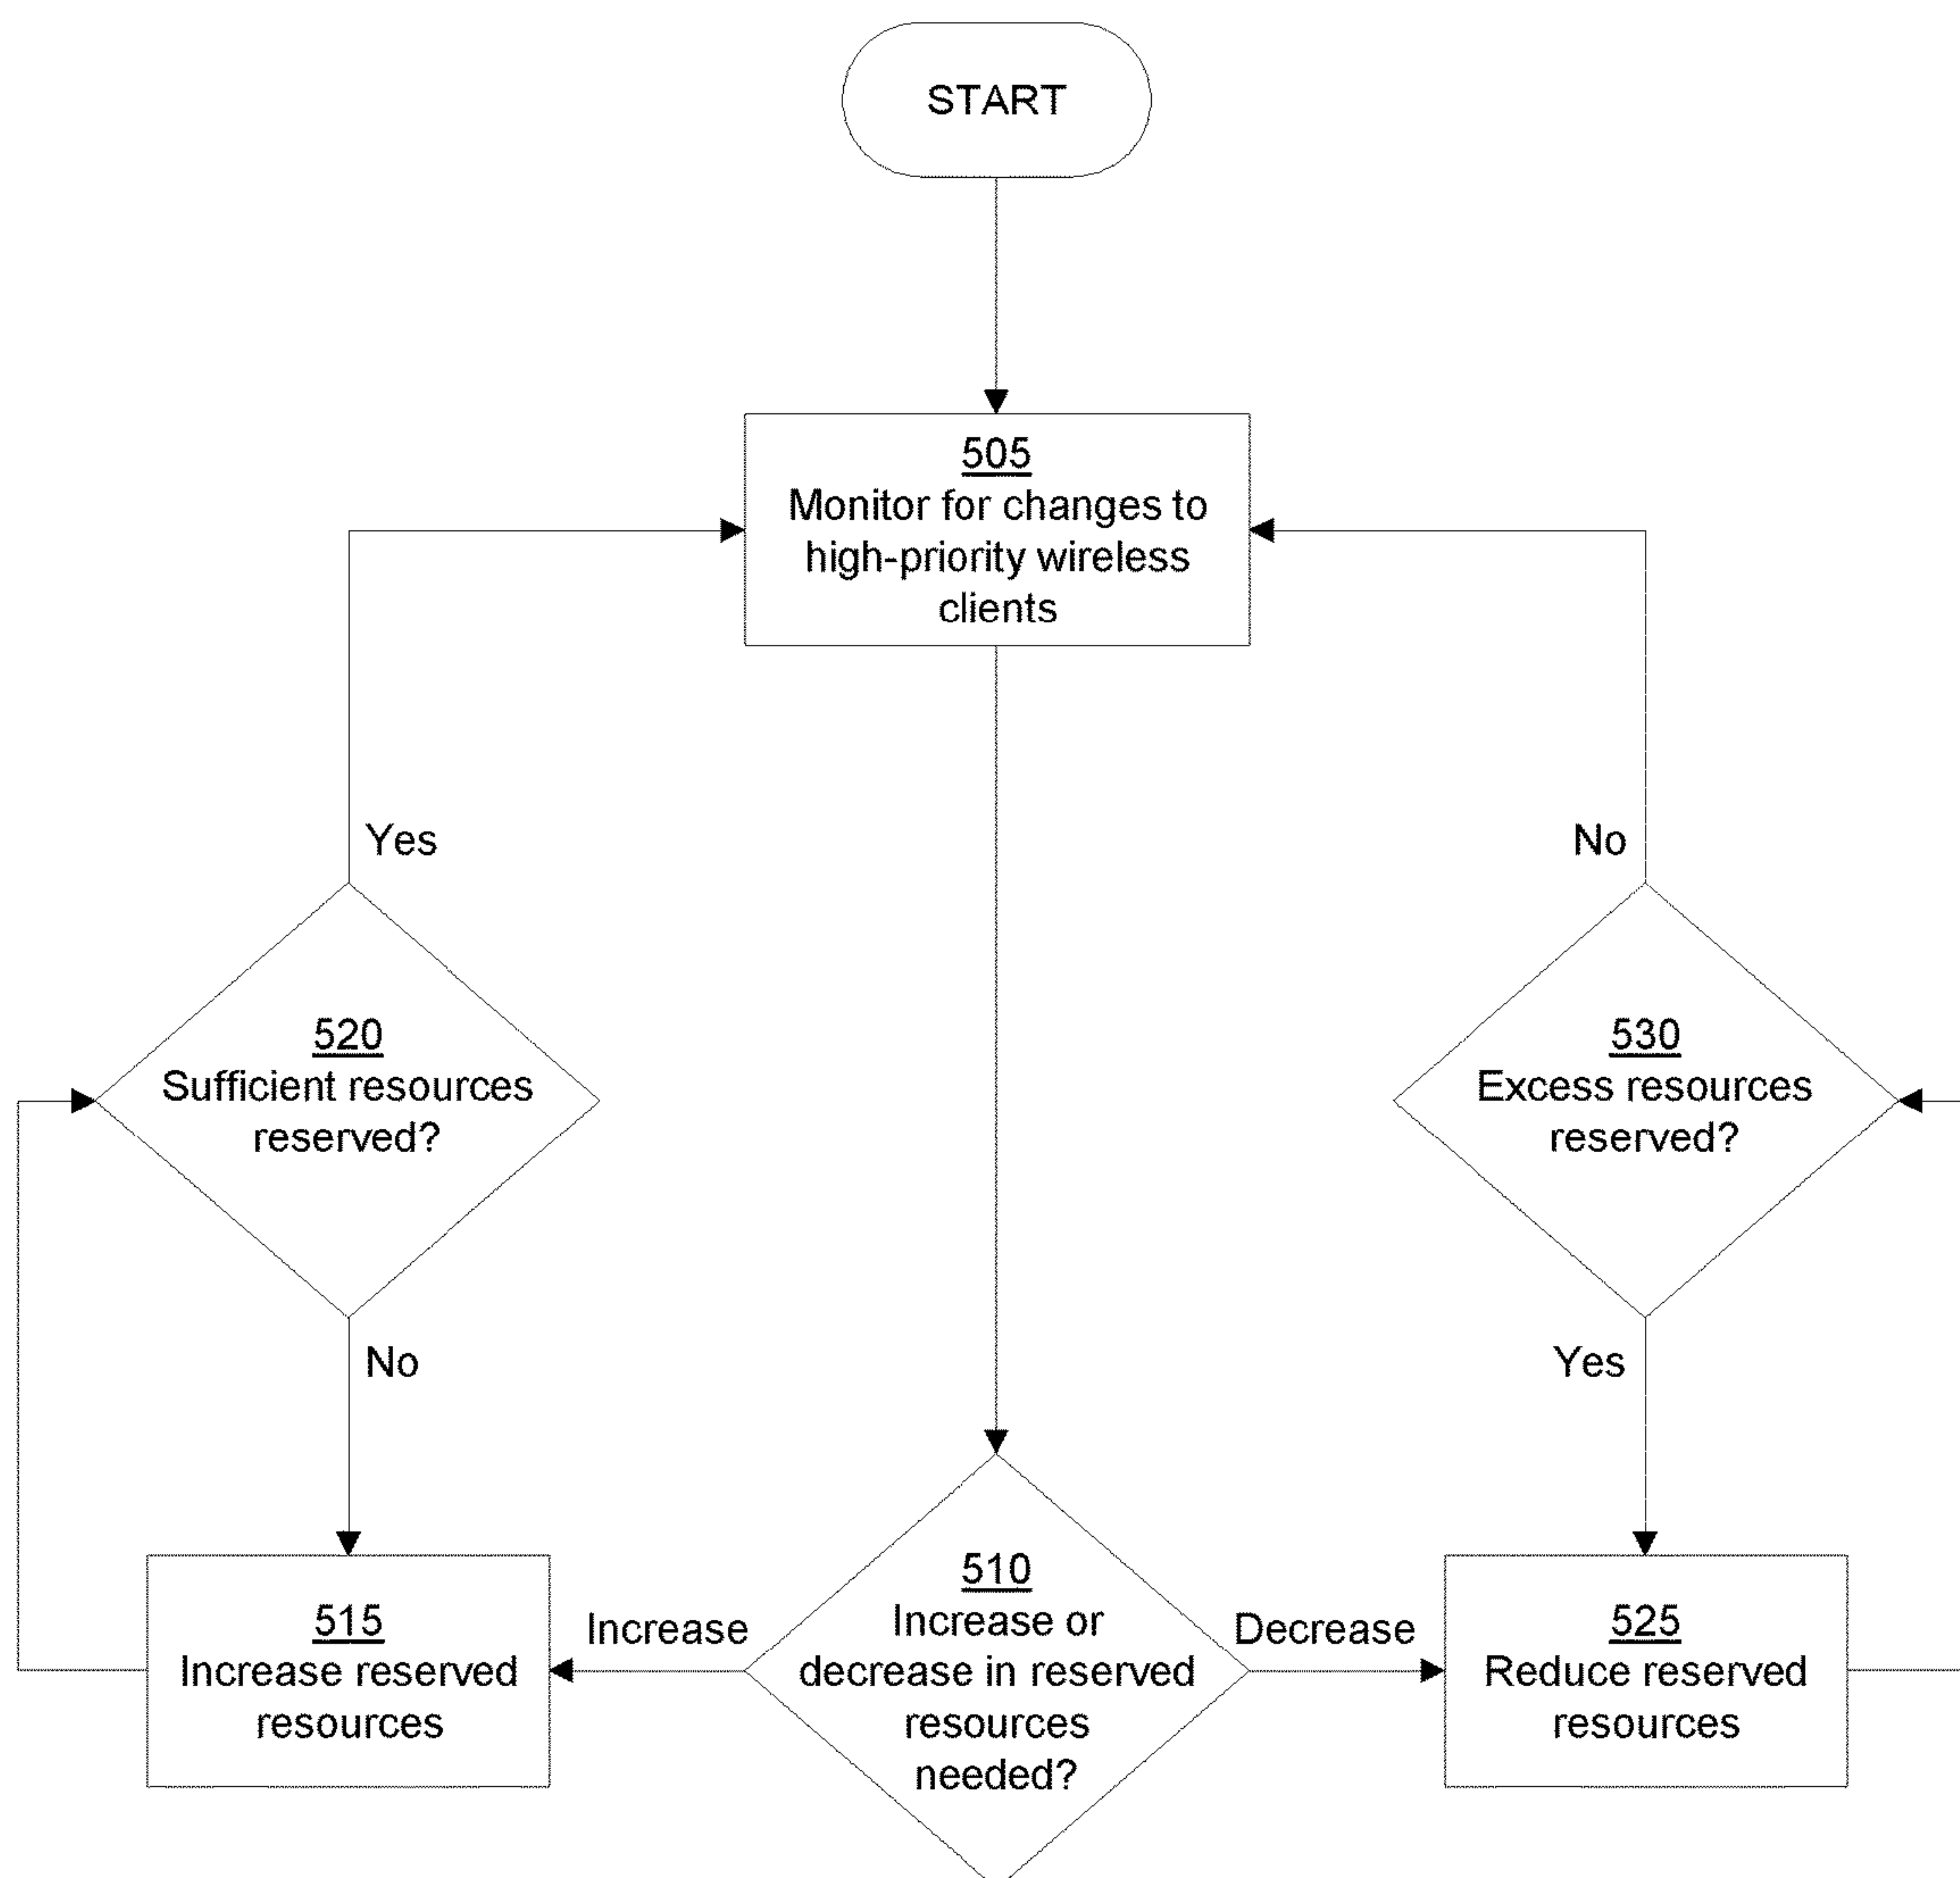 START
505
Monitor for changes to
high-priority wireless
clients
Yes
No
520
Sufficient resources
reserved?
530
Excess resources
reserved?
No
Yes
515
Increase reserved
resources
Increase
510
Increase or
decrease in reserved
resources
needed?
Decrease
525
Reduce reserved
resources